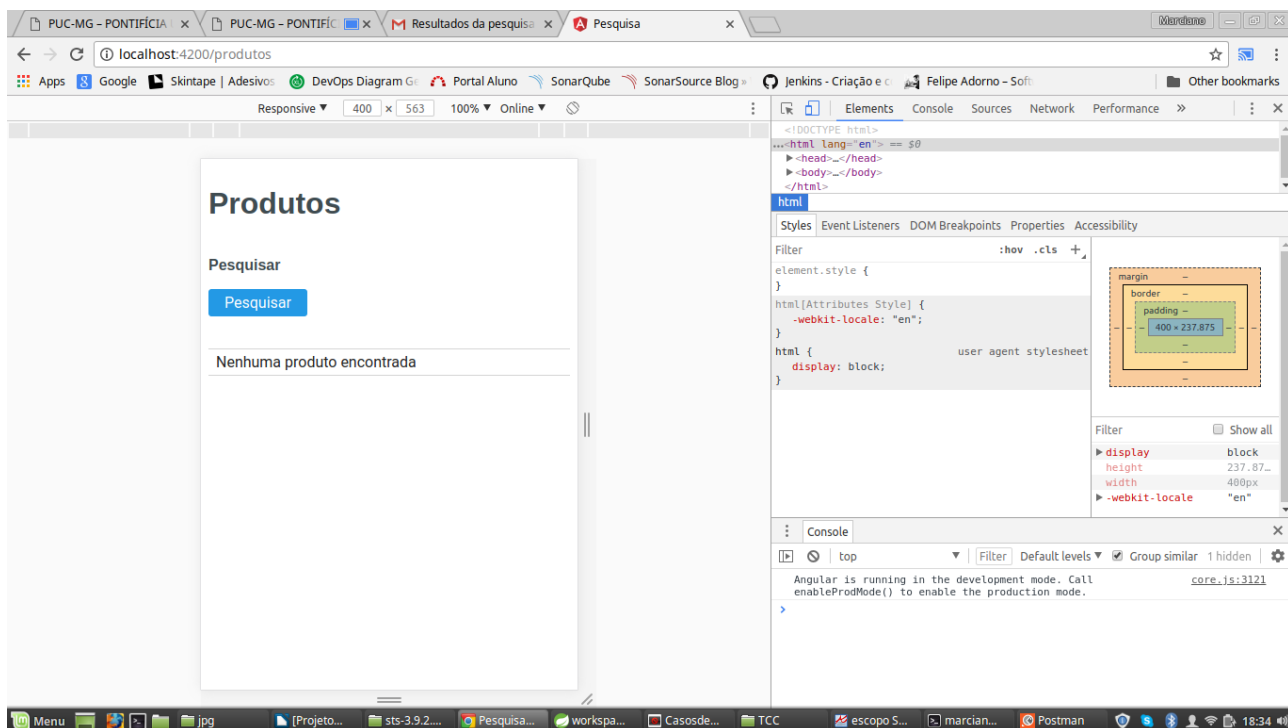 PUC-MG – PONTIFÍCIA
PUC-MG – PONTIFÍC
Resultados da pesquisa
Pesquisa
Marciano
localhost:4200/produtos
Apps
Google
Skintape | Adesivos
DevOps Diagram Ge
Portal Aluno
SonarQube
SonarSource Blog »
Jenkins - Criação e c
Felipe Adorno – Soft
Other bookmarks
Responsive ▼ 400 × 563 100% ▼ Online ▼
Elements Console Sources Network Performance »
<!DOCTYPE html>
...<html lang="en"> == $0
▶<head>…</head>
▶<body>…</body>
</html>
html
Styles Event Listeners DOM Breakpoints Properties Accessibility
Filter :hov .cls +
element.style {
}
html[Attributes Style] {
-webkit-locale: "en";
}
html { user agent stylesheet
display: block;
}
margin –
border –
padding –
– – – 400 × 237.875 – – –
–
–
–
Filter Show all
▶ display block
height 237.87…
width 400px
▶ -webkit-locale "en"
Produtos
Pesquisar
Pesquisar
Nenhuma produto encontrada
Console
top ▼ Filter Default levels ▼ Group similar 1 hidden
Angular is running in the development mode. Call core.js:3121
enableProdMode() to enable the production mode.
Menu
jpg
[Projeto...
sts-3.9.2....
Pesquisa...
workspa...
Casosde...
TCC
escopo S...
marcian...
Postman
18:34